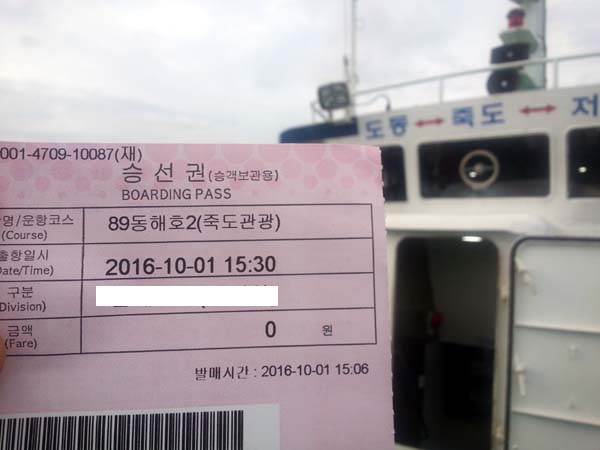 도동 ↔ 죽도 ↔ 저
001-4709-10087(재)
승선권(승객보관용)
BOARDING PASS
명/운항코스
(Course)
89동해호2(죽도관광)
출항일시
Date/Time)
2016-10-01 15:30
구분
Division)
금액
(Fare)
0 원
발매시간 : 2016-10-01 15:06